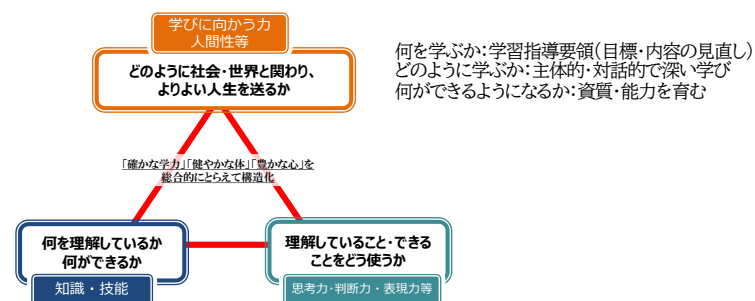 学びに向かう力
人間性等
どのように社会・世界と関わり、
よりよい人生を送るか
何を学ぶか:学習指導要領(目標・内容の見直し)
どのように学ぶか:主体的・対話的で深い学び
何ができるようになるか:資質・能力を育む
「確かな学力」「健やかな体」「豊かな心」を
総合的にとらえて構造化
何を理解しているか
何ができるか
知識・技能
理解していること・できる
ことをどう使うか
思考力・判断力・表現力等